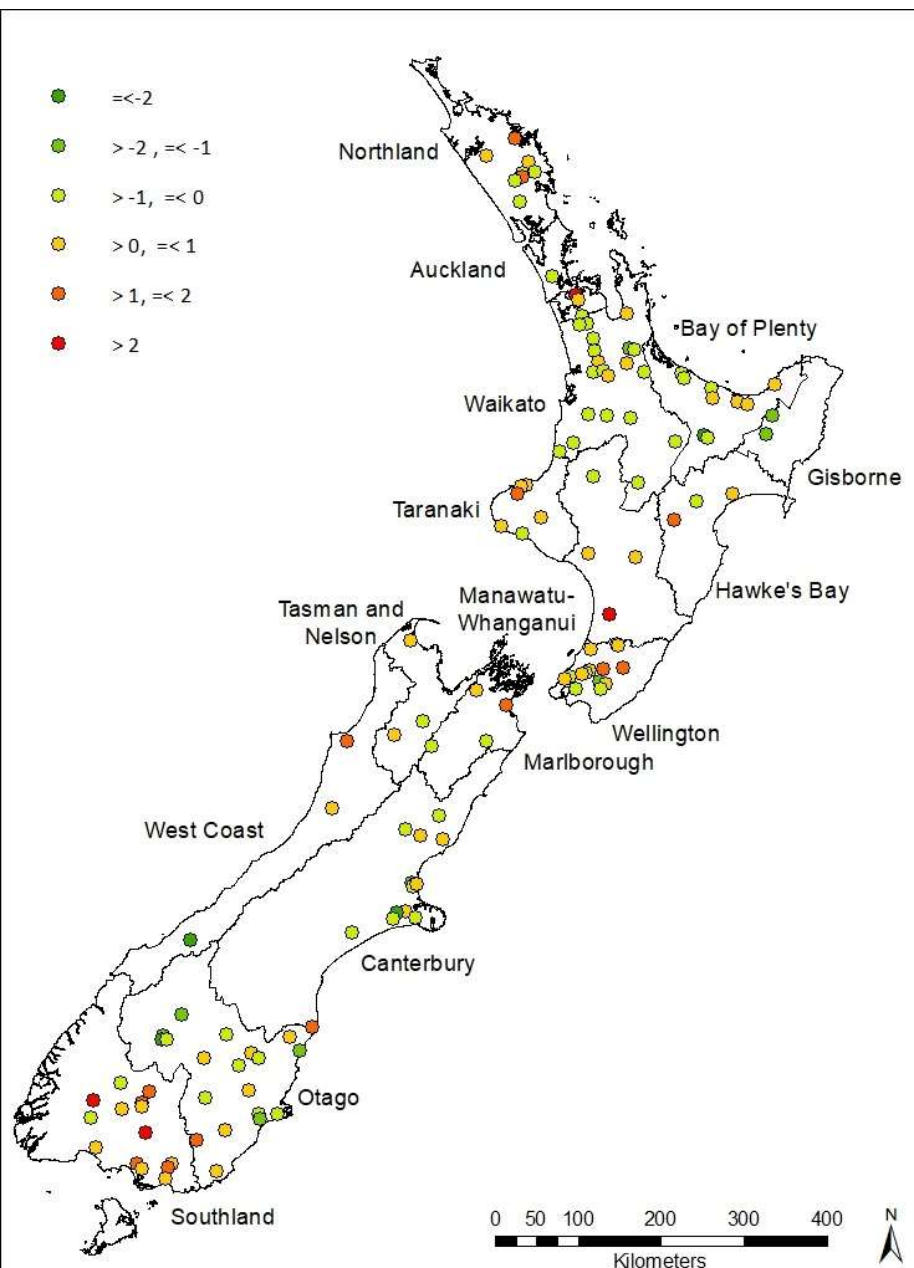 =<-2
> -2 , =< -1
> -1, =< 0
> 0, =< 1
> 1, =< 2
> 2
Northland
Auckland
Bay of Plenty
Waikato
Gisborne
Taranaki
Hawke's Bay
Manawatu-
Whanganui
Tasman and
Nelson
Wellington
Marlborough
West Coast
Canterbury
Otago
Southland
0 50 100 200 300 400
Kilometers
N